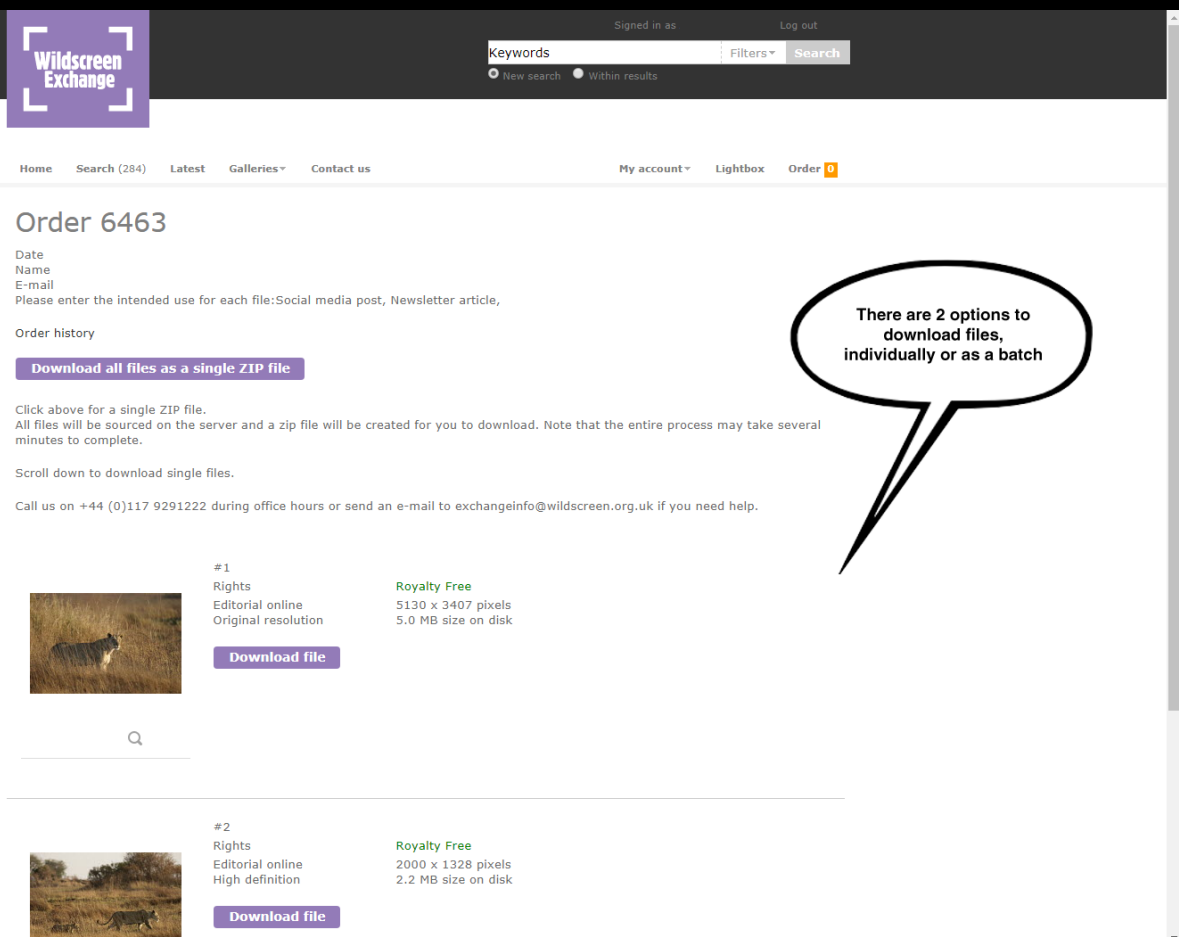 Wildscreen
Exchange
Signed in as Log out
Keywords Filters Search
New search Within results
Home Search (284) Latest Galleries Contact us My account Lightbox Order 0
Order 6463
Date
Name
E-mail
Please enter the intended use for each file:Social media post, Newsletter article,
Order history
Download all files as a single ZIP file
There are 2 options to
download files,
individually or as a batch
Click above for a single ZIP file.
All files will be sourced on the server and a zip file will be created for you to download. Note that the entire process may take several
minutes to complete.
Scroll down to download single files.
Call us on +44 (0)117 9291222 during office hours or send an e-mail to exchangeinfo@wildscreen.org.uk if you need help.
#1
Rights Royalty Free
Editorial online 5130 x 3407 pixels
Original resolution 5.0 MB size on disk
Download file
#2
Rights Royalty Free
Editorial online 2000 x 1328 pixels
High definition 2.2 MB size on disk
Download file